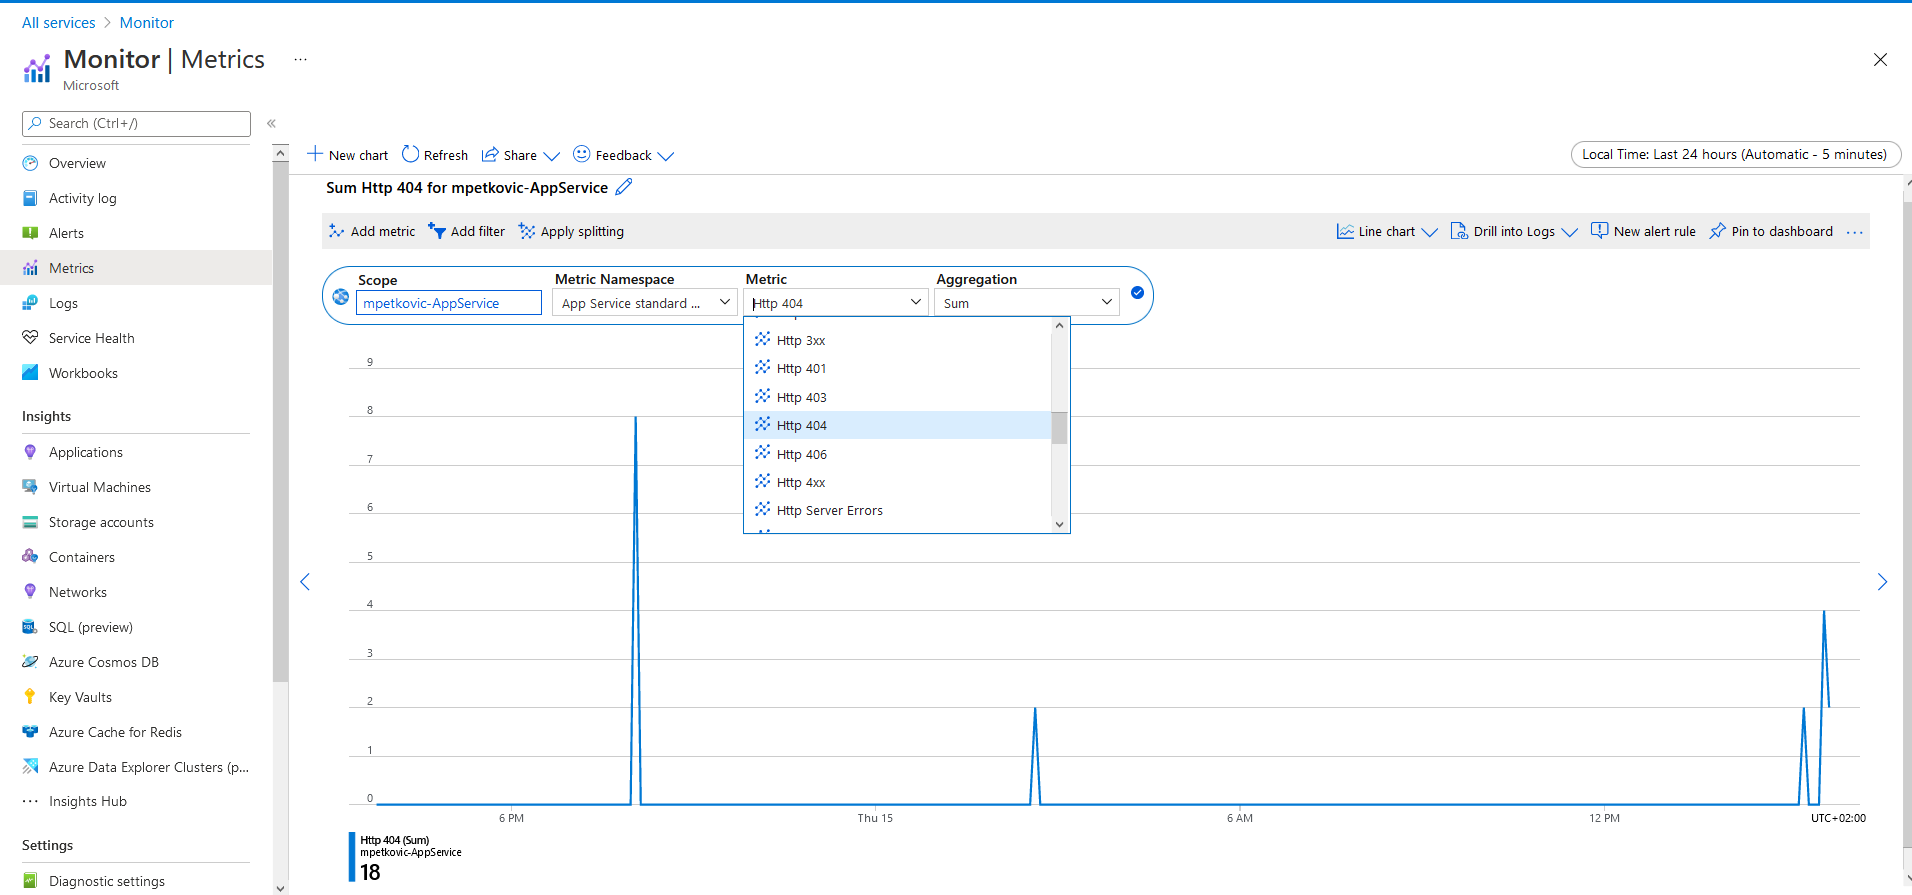 All services > Monitor
Monitor | Metrics ...
Microsoft
Search (Ctrl+/)
«
Overview
Activity log
Alerts
Metrics
Logs
Service Health
Workbooks
Insights
Applications
Virtual Machines
Storage accounts
Containers
Networks
SQL (preview)
Azure Cosmos DB
Key Vaults
Azure Cache for Redis
Azure Data Explorer Clusters (p...
Insights Hub
Settings
Diagnostic settings
New chart Refresh Share Feedback
Local Time: Last 24 hours (Automatic - 5 minutes)
Sum Http 404 for mpetkovic-AppService
Add metric Add filter Apply splitting
Line chart Drill into Logs New alert rule Pin to dashboard ...
Scope Metric Namespace Metric Aggregation
mpetkovic-AppService App Service standard ... Http 404 Sum
Http 3xx
Http 401
Http 403
Http 404
Http 406
Http 4xx
Http Server Errors
9
8
7
6
5
4
3
2
1
0
6 PM Thu 15 6 AM 12 PM UTC+02:00
Http 404 (Sum)
mpetkovic-AppService
18